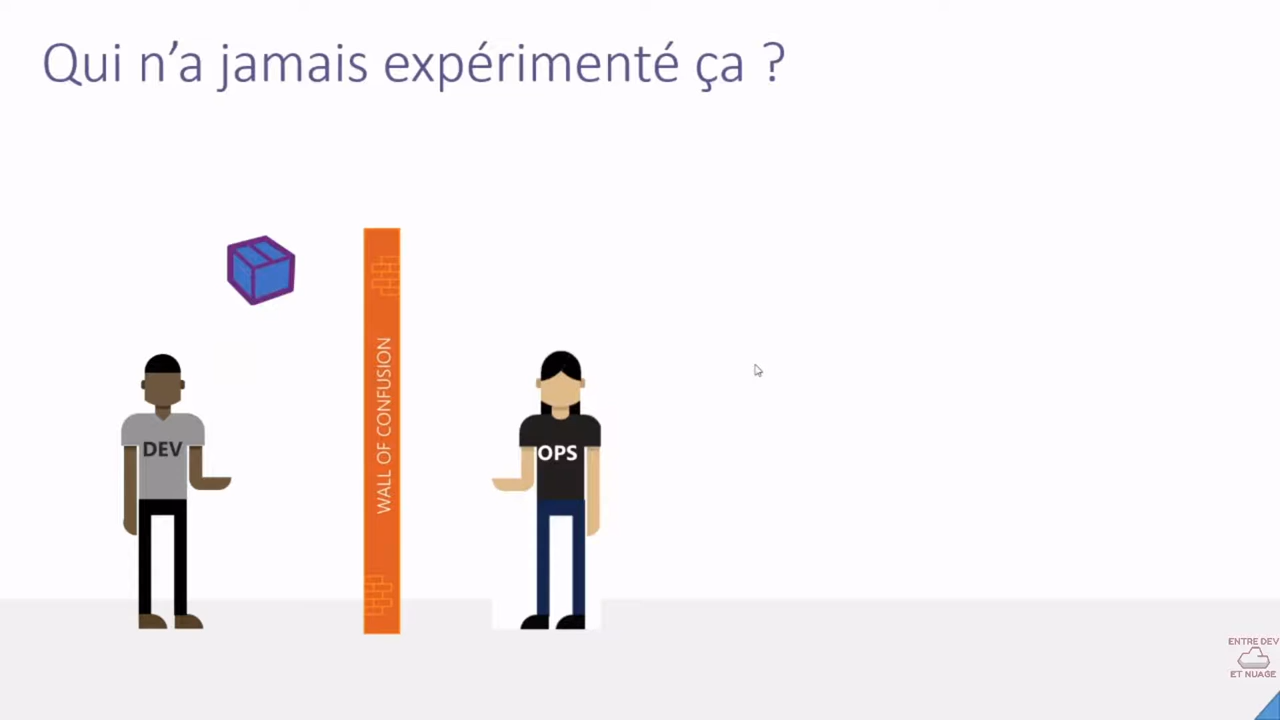 Qui n’a jamais expérimenté ça ?
WALL OF CONFUSION
DEV
OPS
ENTRE DEV
ET NUAGE